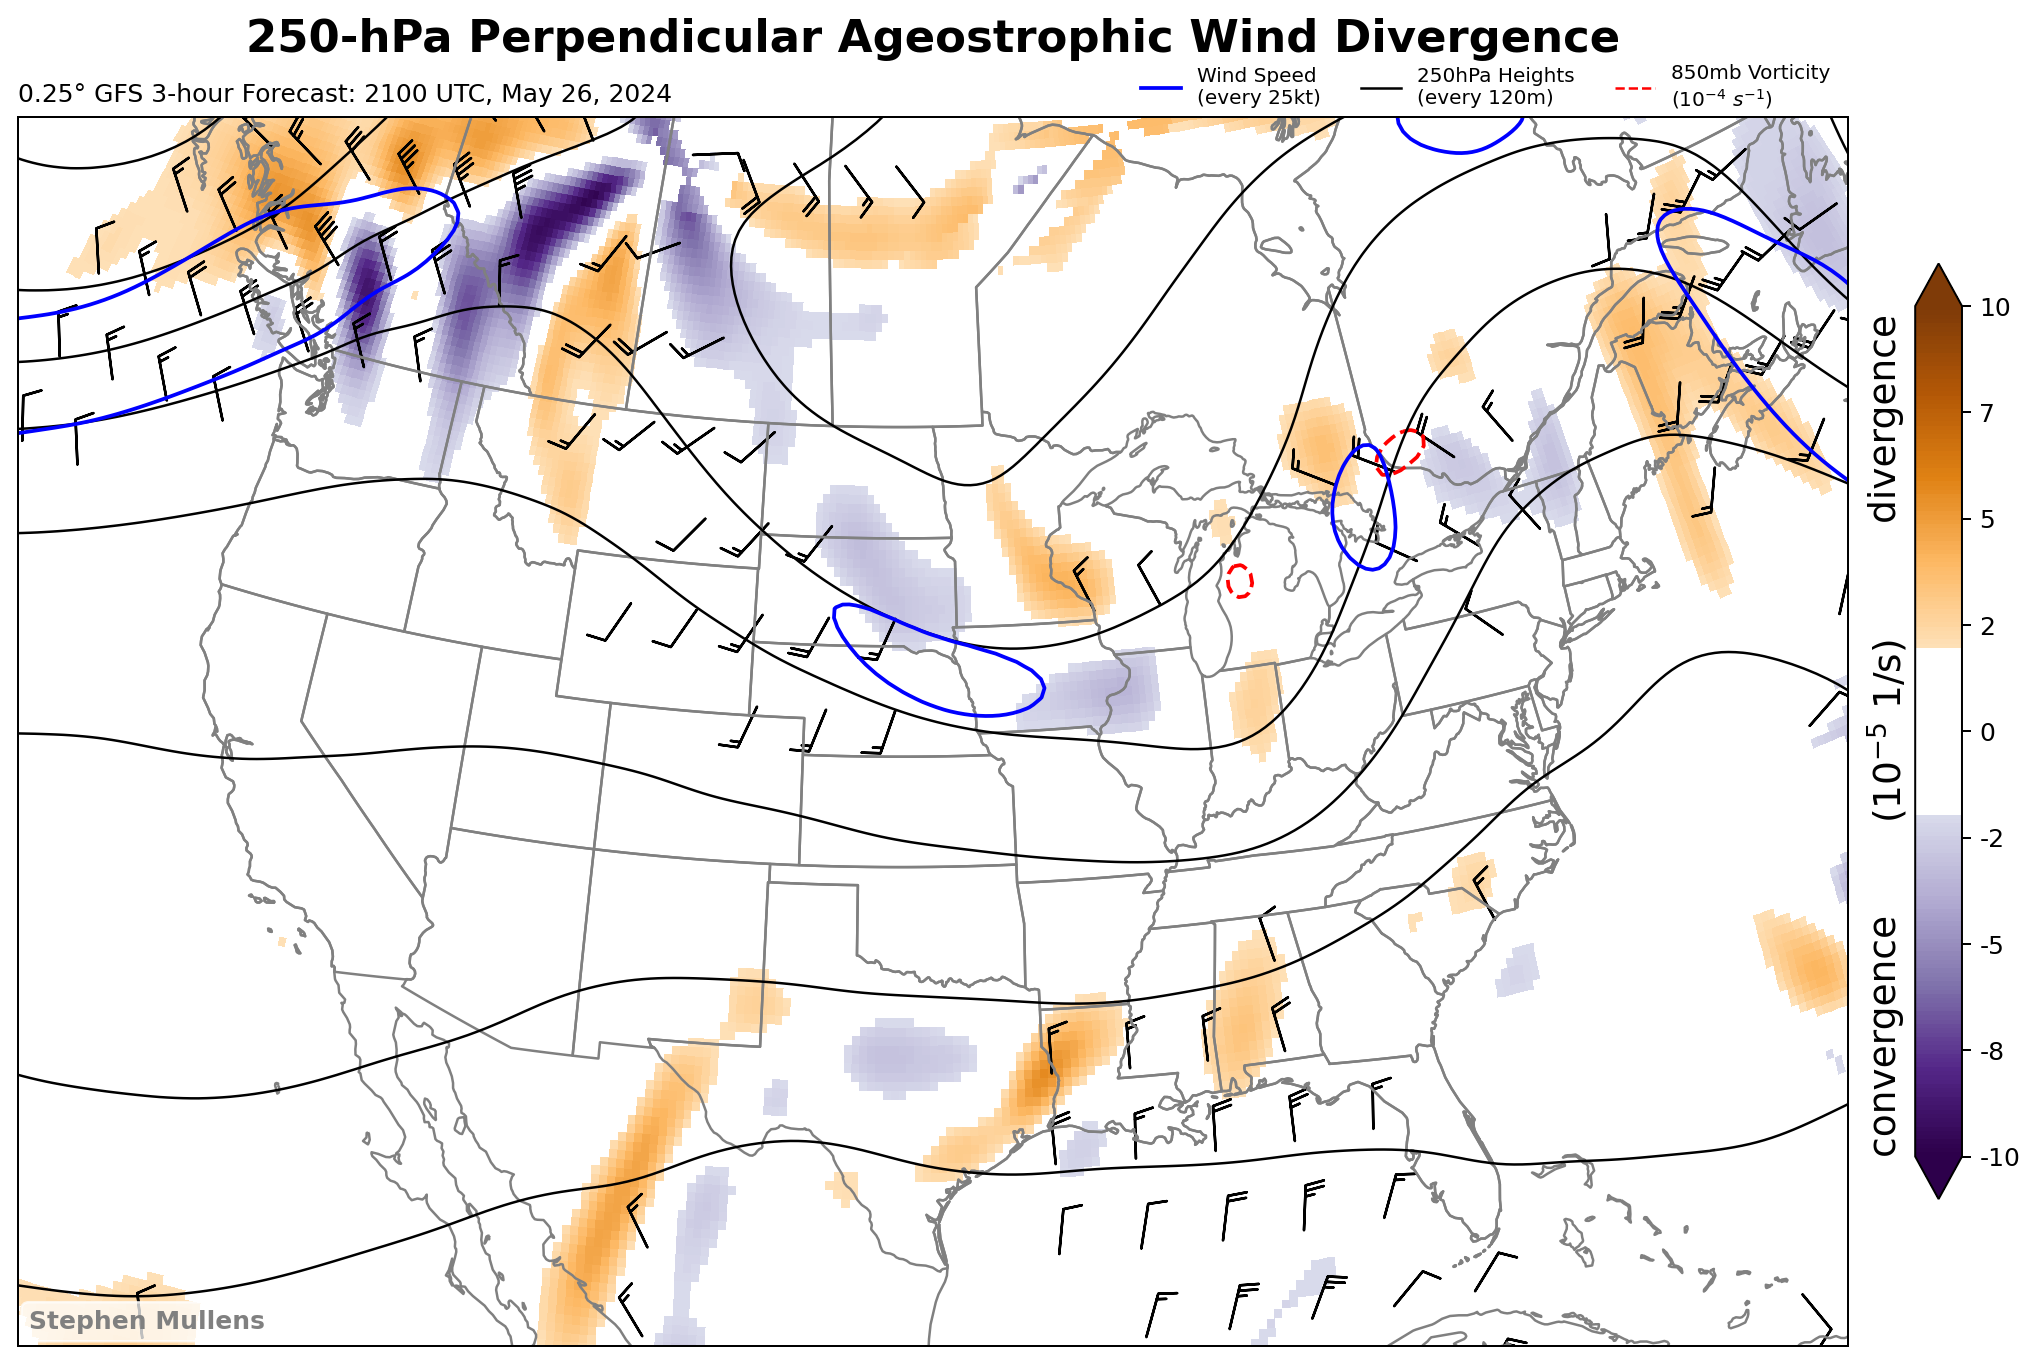 250-hPa Perpendicular Ageostrophic Wind Divergence
0.25° GFS 3-hour Forecast: 2100 UTC, May 26, 2024
Wind Speed
(every 25kt)
250hPa Heights
(every 120m)
850mb Vorticity
(10⁻⁴ s⁻¹)
10
7
5
2
0
-2
-5
-8
-10
convergence (10⁻⁵ 1/s) divergence
Stephen Mullens